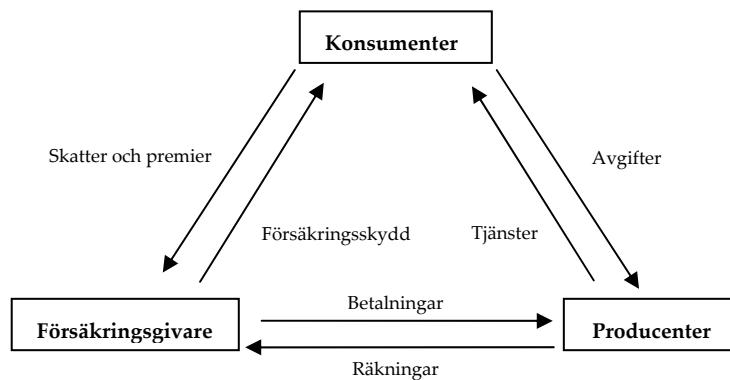 Konsumenter
Skatter och premier
Avgifter
Försäkringsskydd
Tjänster
Försäkringsgivare
Betalningar
Producenter
Räkningar